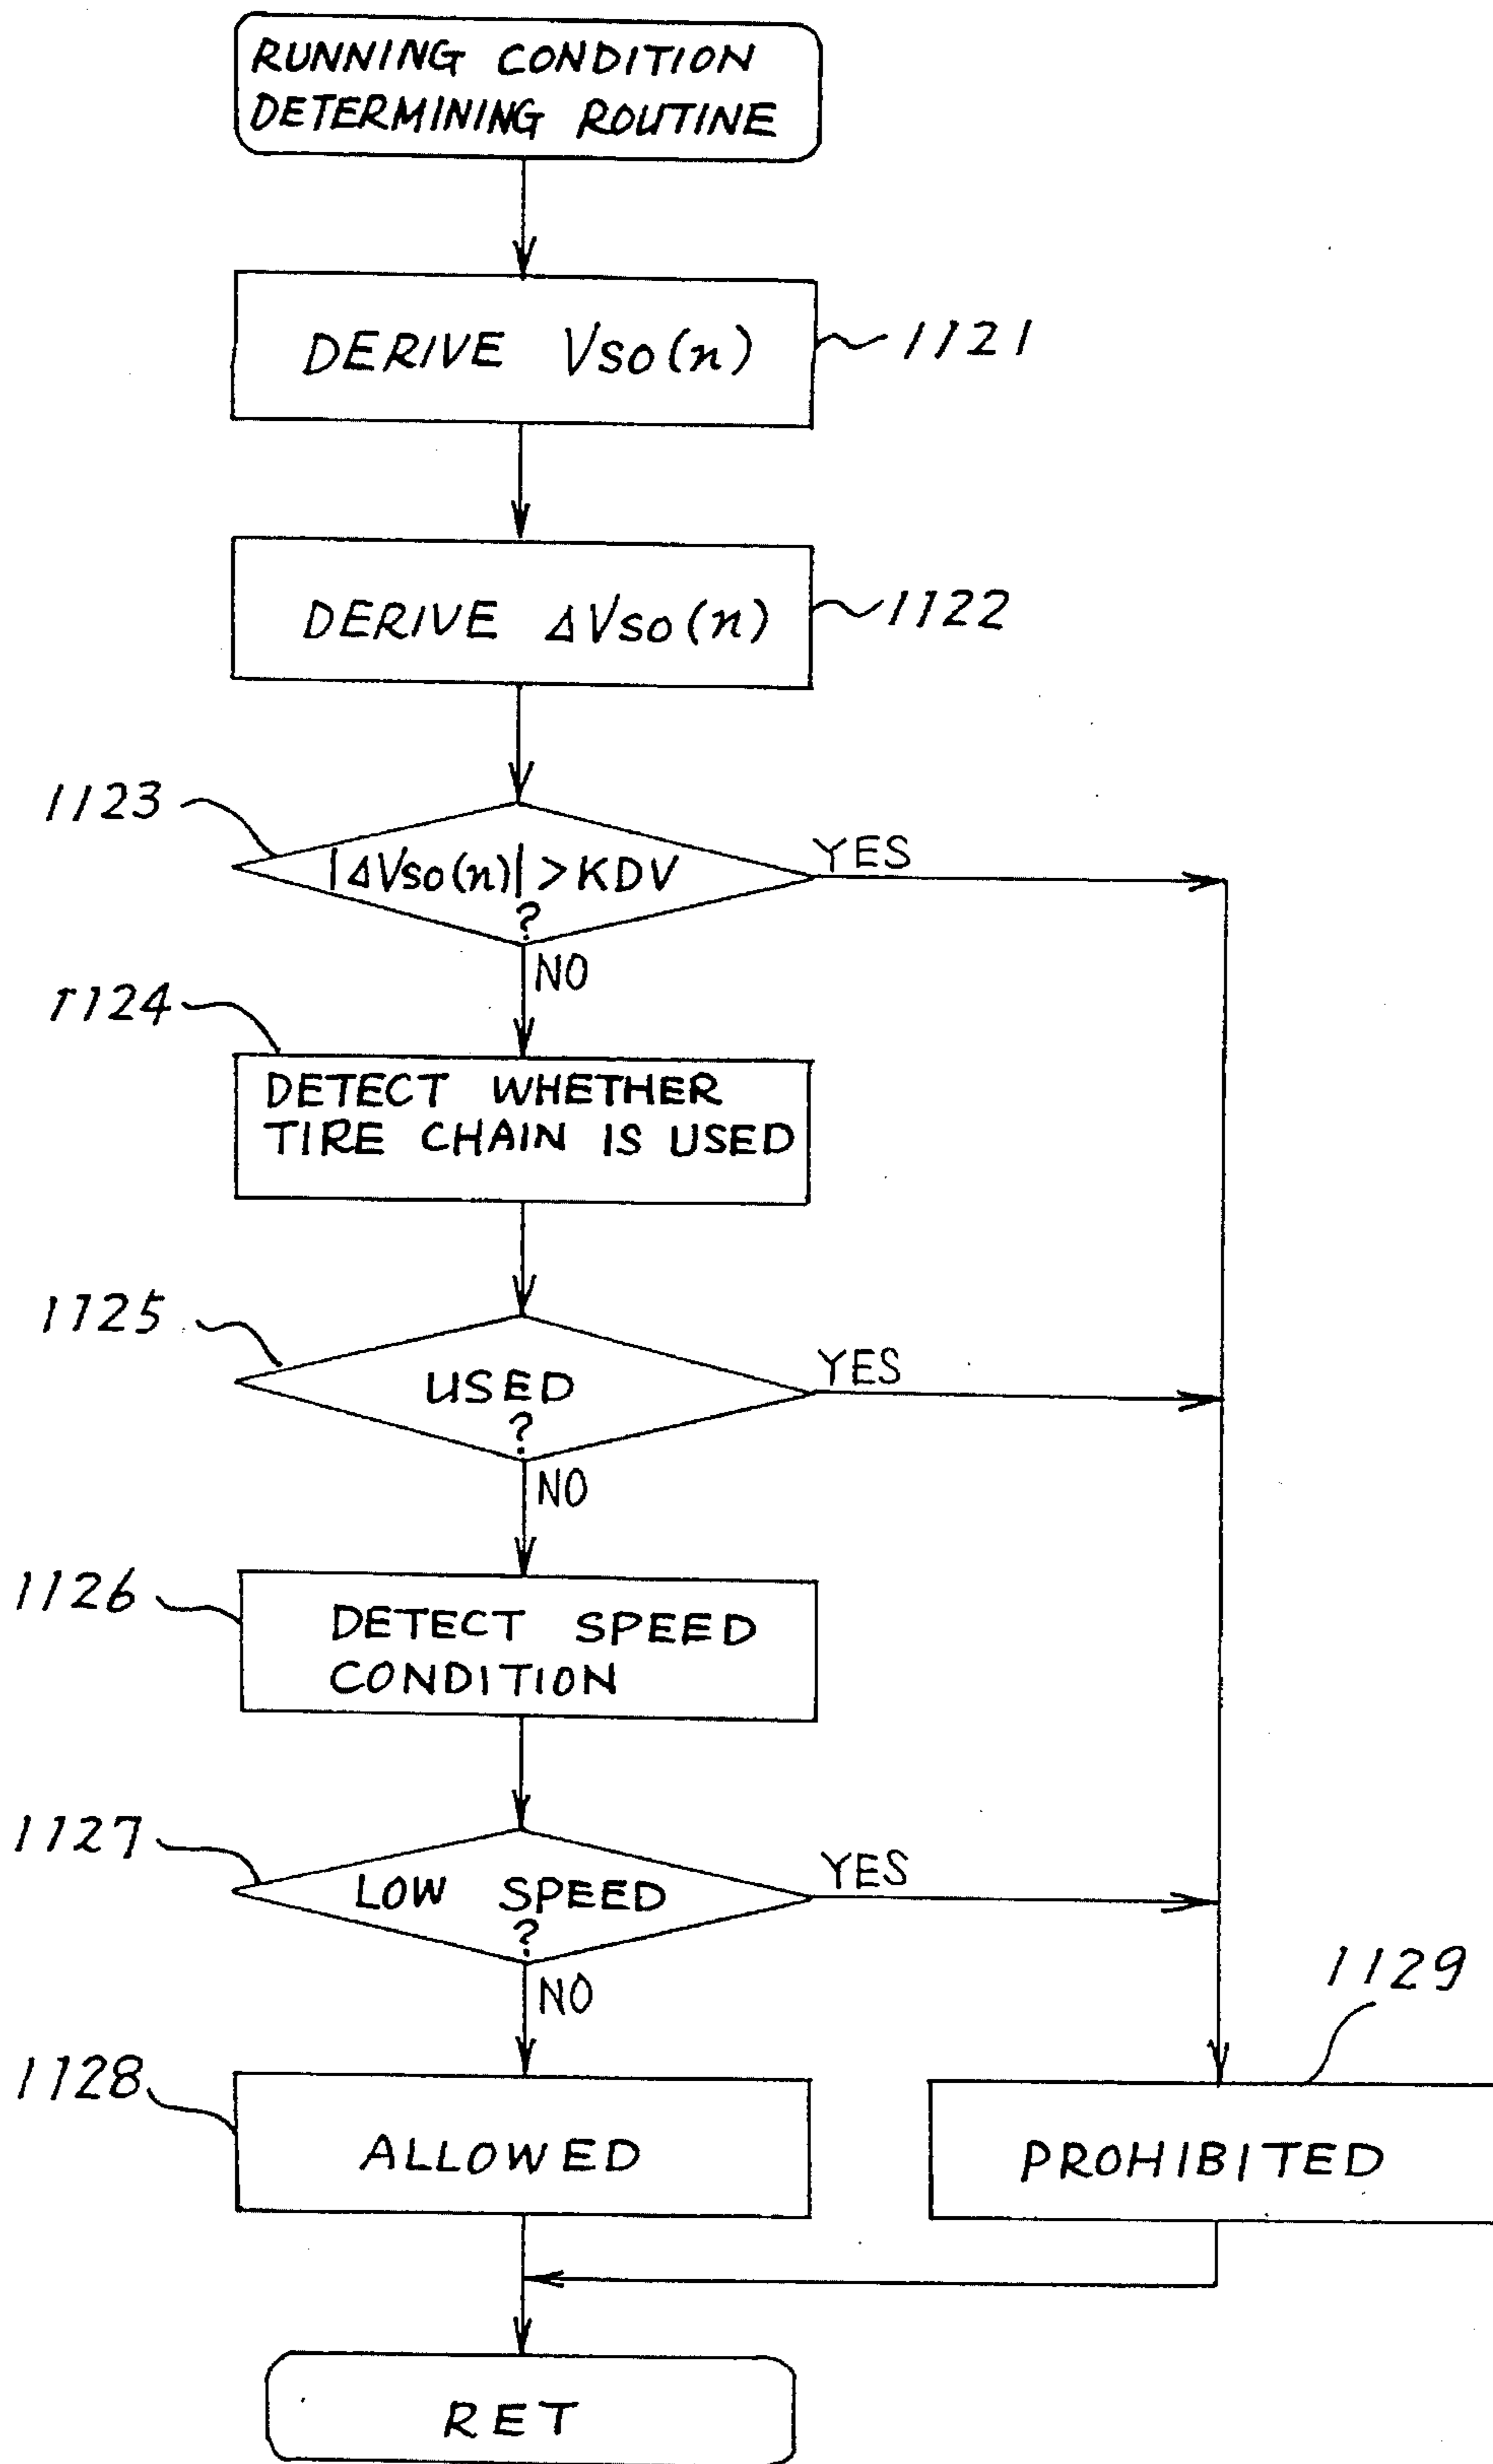 RUNNING CONDITION
DETERMINING ROUTINE
DERIVE Vso(n)
1121
DERIVE ΔVso(n)
1122
1123
|ΔVso(n)| > KDV
?
YES
NO
1124
DETECT WHETHER
TIRE CHAIN IS USED
1125
USED
?
YES
NO
1126
DETECT SPEED
CONDITION
1127
LOW SPEED
?
YES
NO
1128
ALLOWED
1129
PROHIBITED
RET